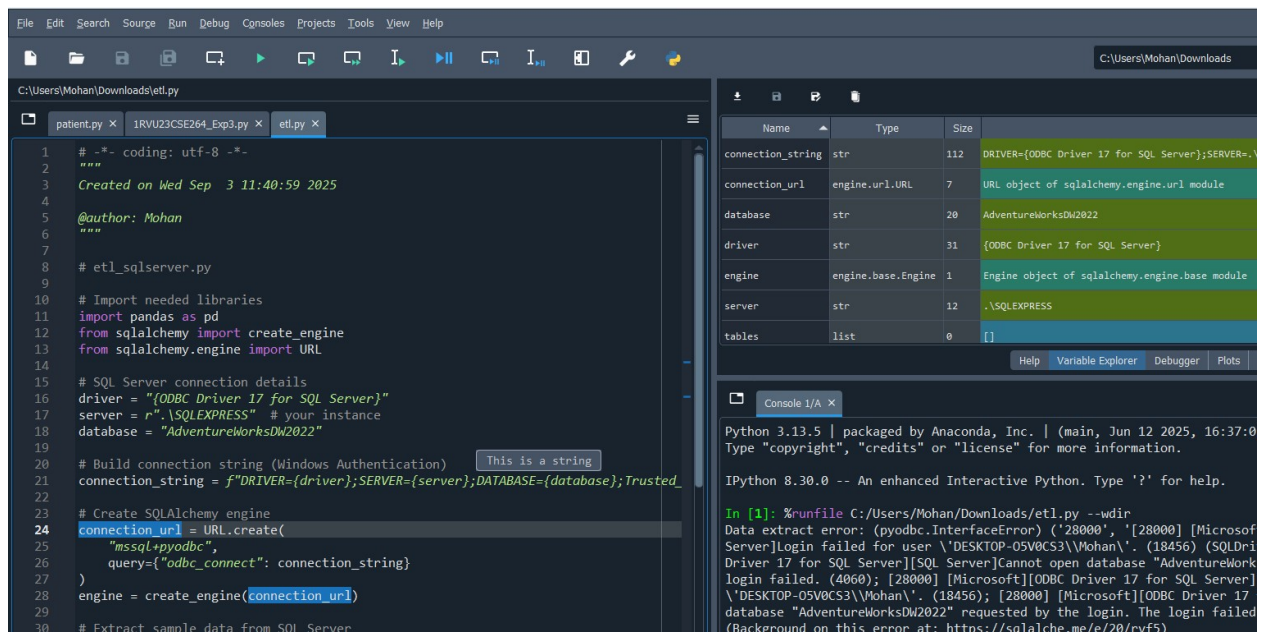 File Edit Search Source Run Debug Consoles Projects Tools View Help
C:\Users\Mohan\Downloads
C:\Users\Mohan\Downloads\etl.py
patient.py
1RVU23CSE264_Exp3.py
etl.py
1 # -*- coding: utf-8 -*-
2 """
3 Created on Wed Sep  3 11:40:59 2025
4
5 @author: Mohan
6 """
7
8 # etl_sqlserver.py
9
10 # Import needed libraries
11 import pandas as pd
12 from sqlalchemy import create_engine
13 from sqlalchemy.engine import URL
14
15 # SQL Server connection details
16 driver = "{ODBC Driver 17 for SQL Server}"
17 server = r".\SQLEXPRESS"  # your instance
18 database = "AdventureWorksDW2022"
19
20 # Build connection string (Windows Authentication)
This is a string
21 connection_string = f"DRIVER={driver};SERVER={server};DATABASE={database};Trusted_
22
23 # Create SQLAlchemy engine
24 connection_url = URL.create(
25     "mssql+pyodbc",
26     query={"odbc_connect": connection_string}
27 )
28 engine = create_engine(connection_url)
29
30 # Extract sample data from SQL Server
Name Type Size
connection_string str 112 DRIVER={ODBC Driver 17 for SQL Server};SERVER=.\
connection_url engine.url.URL 7 URL object of sqlalchemy.engine.url module
database str 20 AdventureWorksDW2022
driver str 31 {ODBC Driver 17 for SQL Server}
engine engine.base.Engine 1 Engine object of sqlalchemy.engine.base module
server str 12 .\SQLEXPRESS
tables list 0 []
Help Variable Explorer Debugger Plots
Console 1/A
Python 3.13.5 | packaged by Anaconda, Inc. | (main, Jun 12 2025, 16:37:0
Type "copyright", "credits" or "license" for more information.
IPython 8.30.0 -- An enhanced Interactive Python. Type '?' for help.
In [1]: %runfile C:/Users/Mohan/Downloads/etl.py --wdir
Data extract error: (pyodbc.InterfaceError) ('28000', '[28000] [Microsof
Server]Login failed for user \'DESKTOP-O5V0CS3\\Mohan\'. (18456) (SQLDri
Driver 17 for SQL Server][SQL Server]Cannot open database "AdventureWork
login failed. (4060); [28000] [Microsoft][ODBC Driver 17 for SQL Server]
\'DESKTOP-O5V0CS3\\Mohan\'. (18456); [28000] [Microsoft][ODBC Driver 17
database "AdventureWorksDW2022" requested by the login. The login failed
(Background on this error at: https://sqlalche.me/e/20/rvf5)